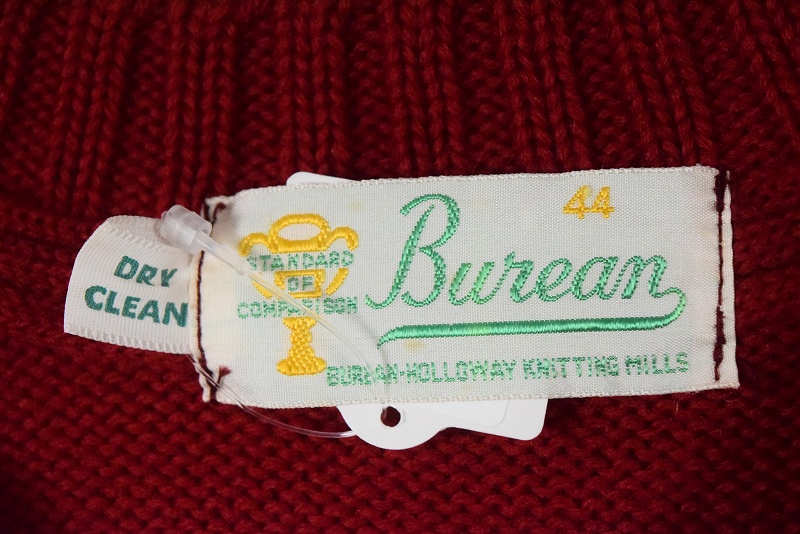 DRY
CLEAN
STANDARD
OF
COMPARISON
Burean
44
BUREAN-HOLLOWAY KNITTING MILLS